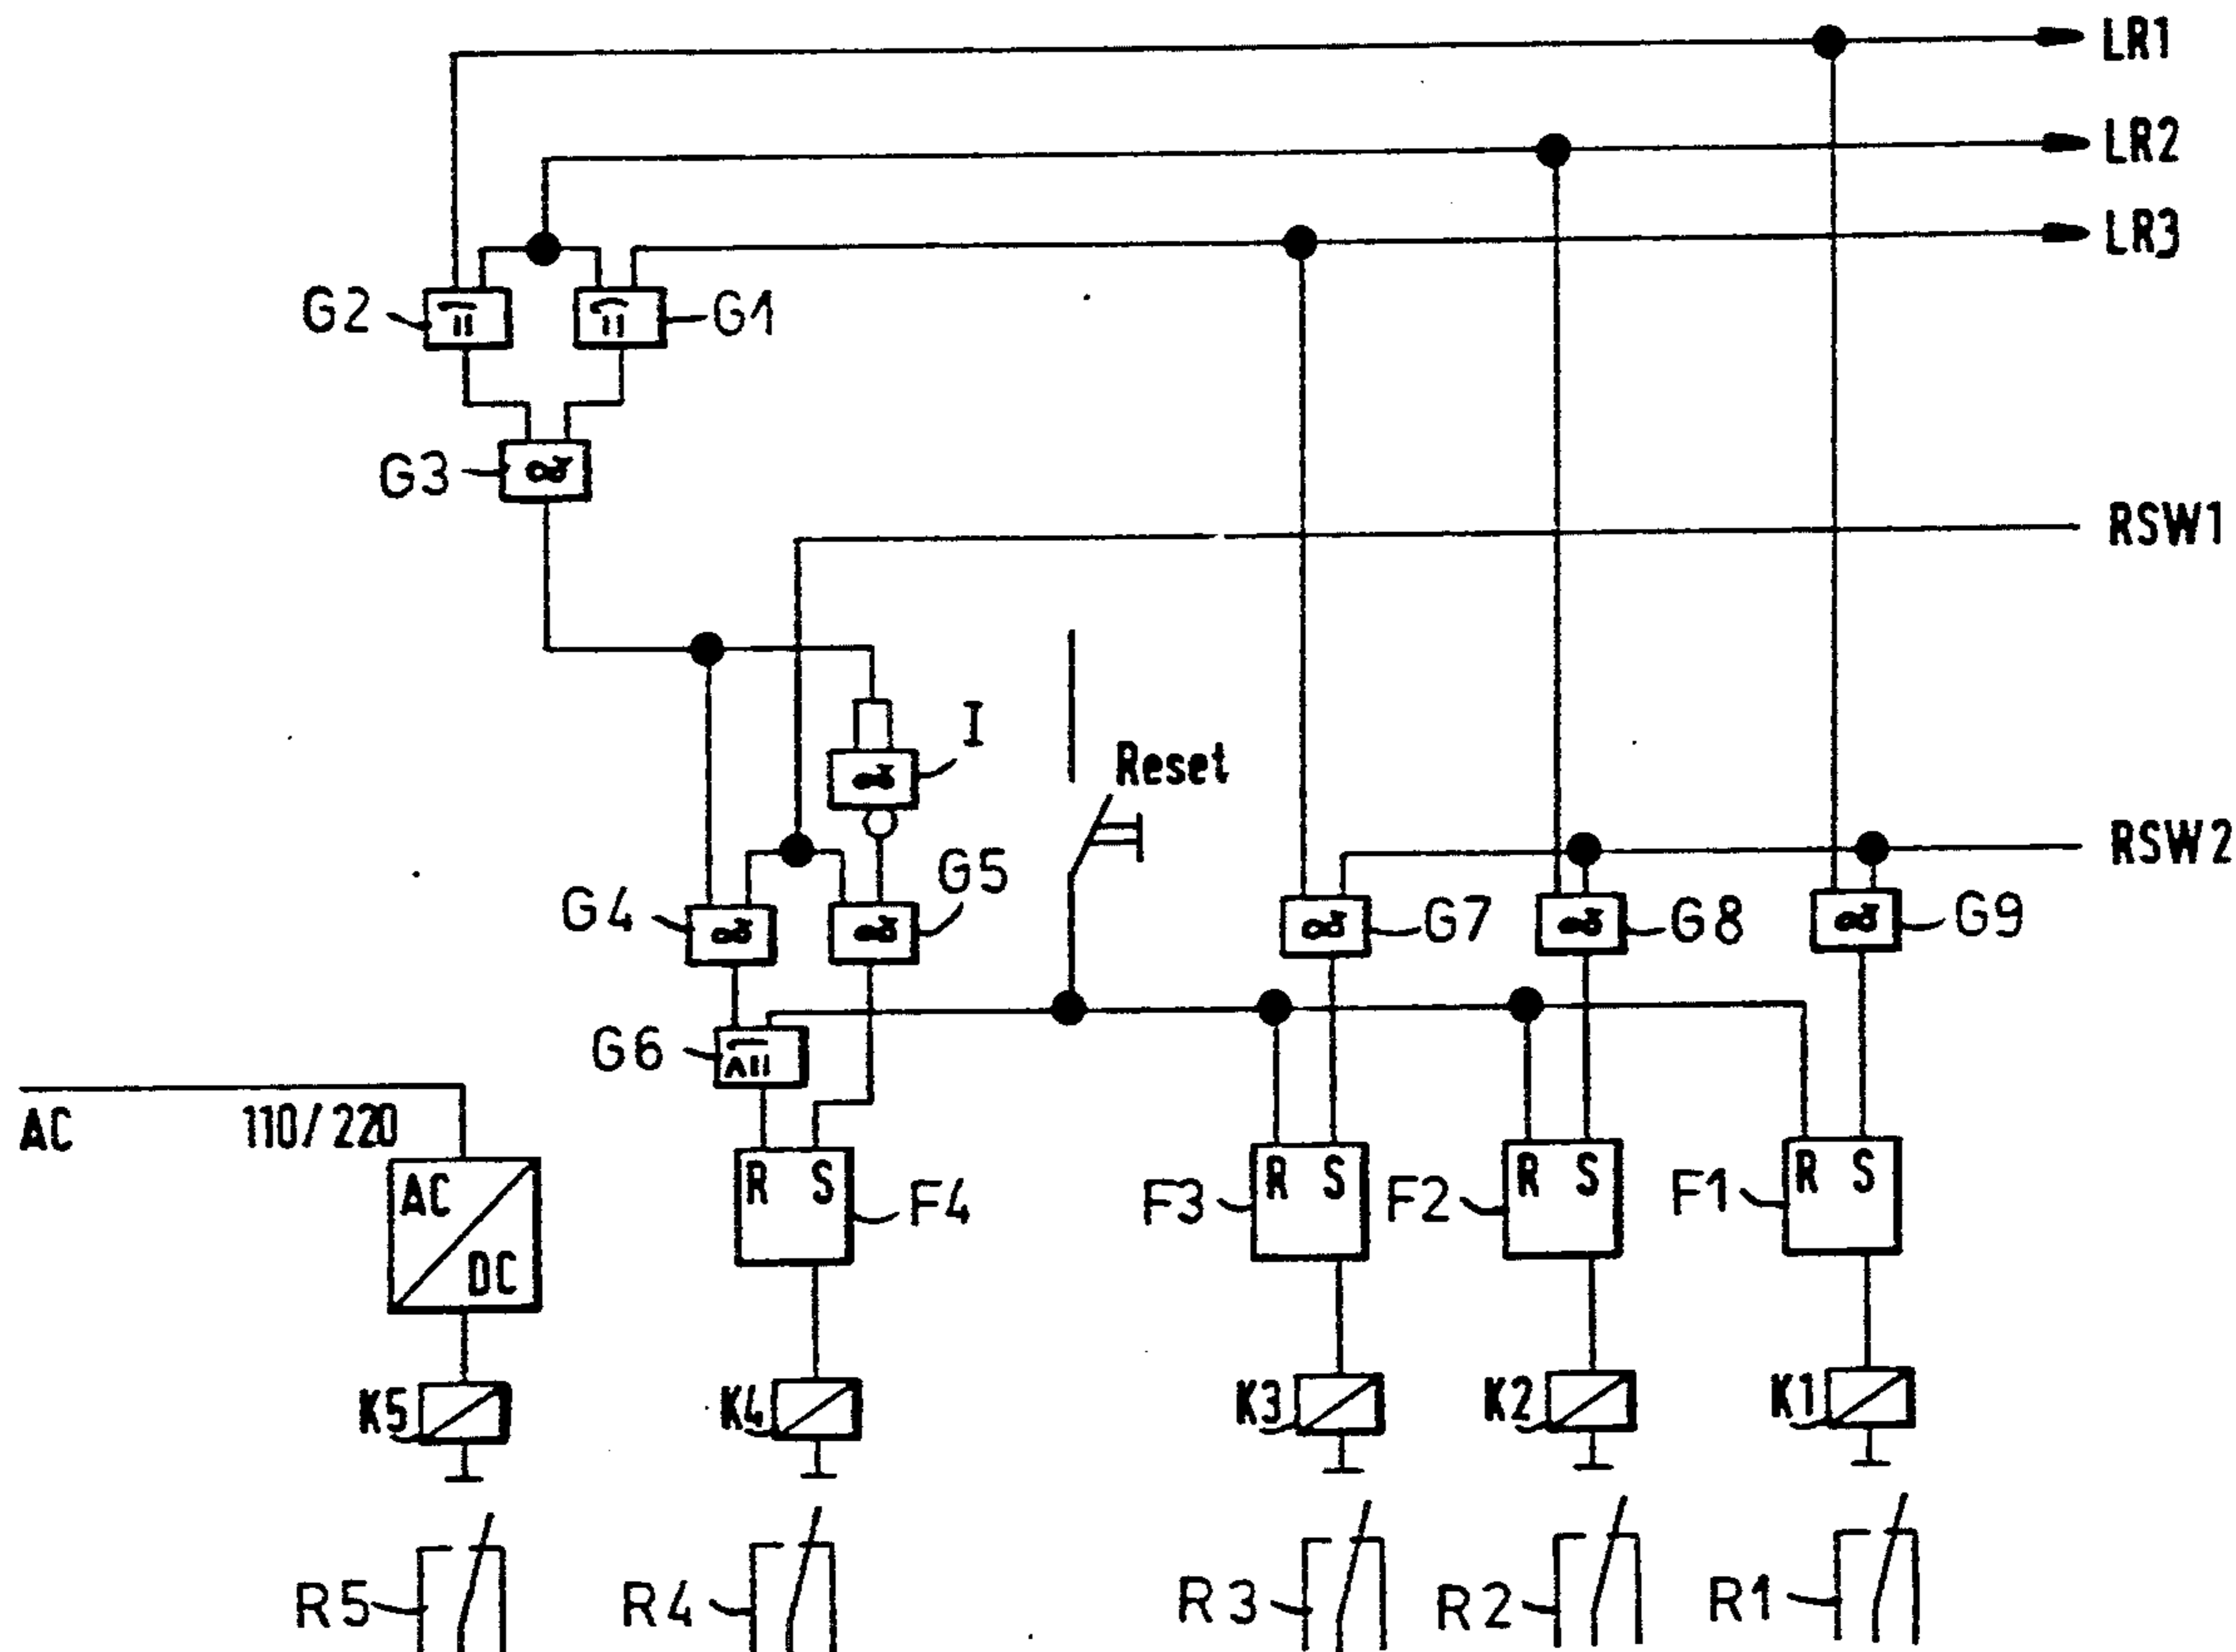 LR1
LR2
LR3
G2
G1
G3
&
RSW1
I
&
Reset
RSW2
G4
&
G5
&
&
G7
&
G8
&
G9
G6
AC
110/220
AC
DC
R S
F4
F3
R S
F2
R S
F1
R S
K5
K4
K3
K2
K1
R5
R4
R3
R2
R1